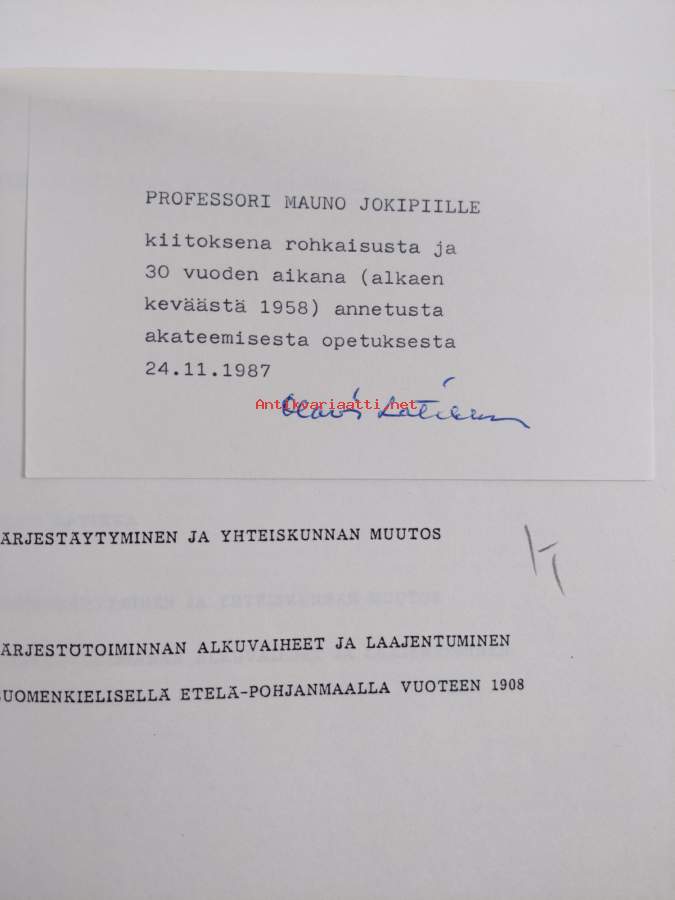 PROFESSORI MAUNO JOKIPIILLE
kiitoksena rohkaisusta ja
30 vuoden aikana (alkaen
keväästä 1958) annetusta
akateemisesta opetuksesta
24.11.1987
Antikvariaatti.net
ÄRJESTÄYTYMINEN JA YHTEISKUNNAN MUUTOS
ÄRJESTÖTOIMINNAN ALKUVAIHEET JA LAAJENTUMINEN
SUOMENKIELISELLÄ ETELÄ-POHJANMAALLA VUOTEEN 1908